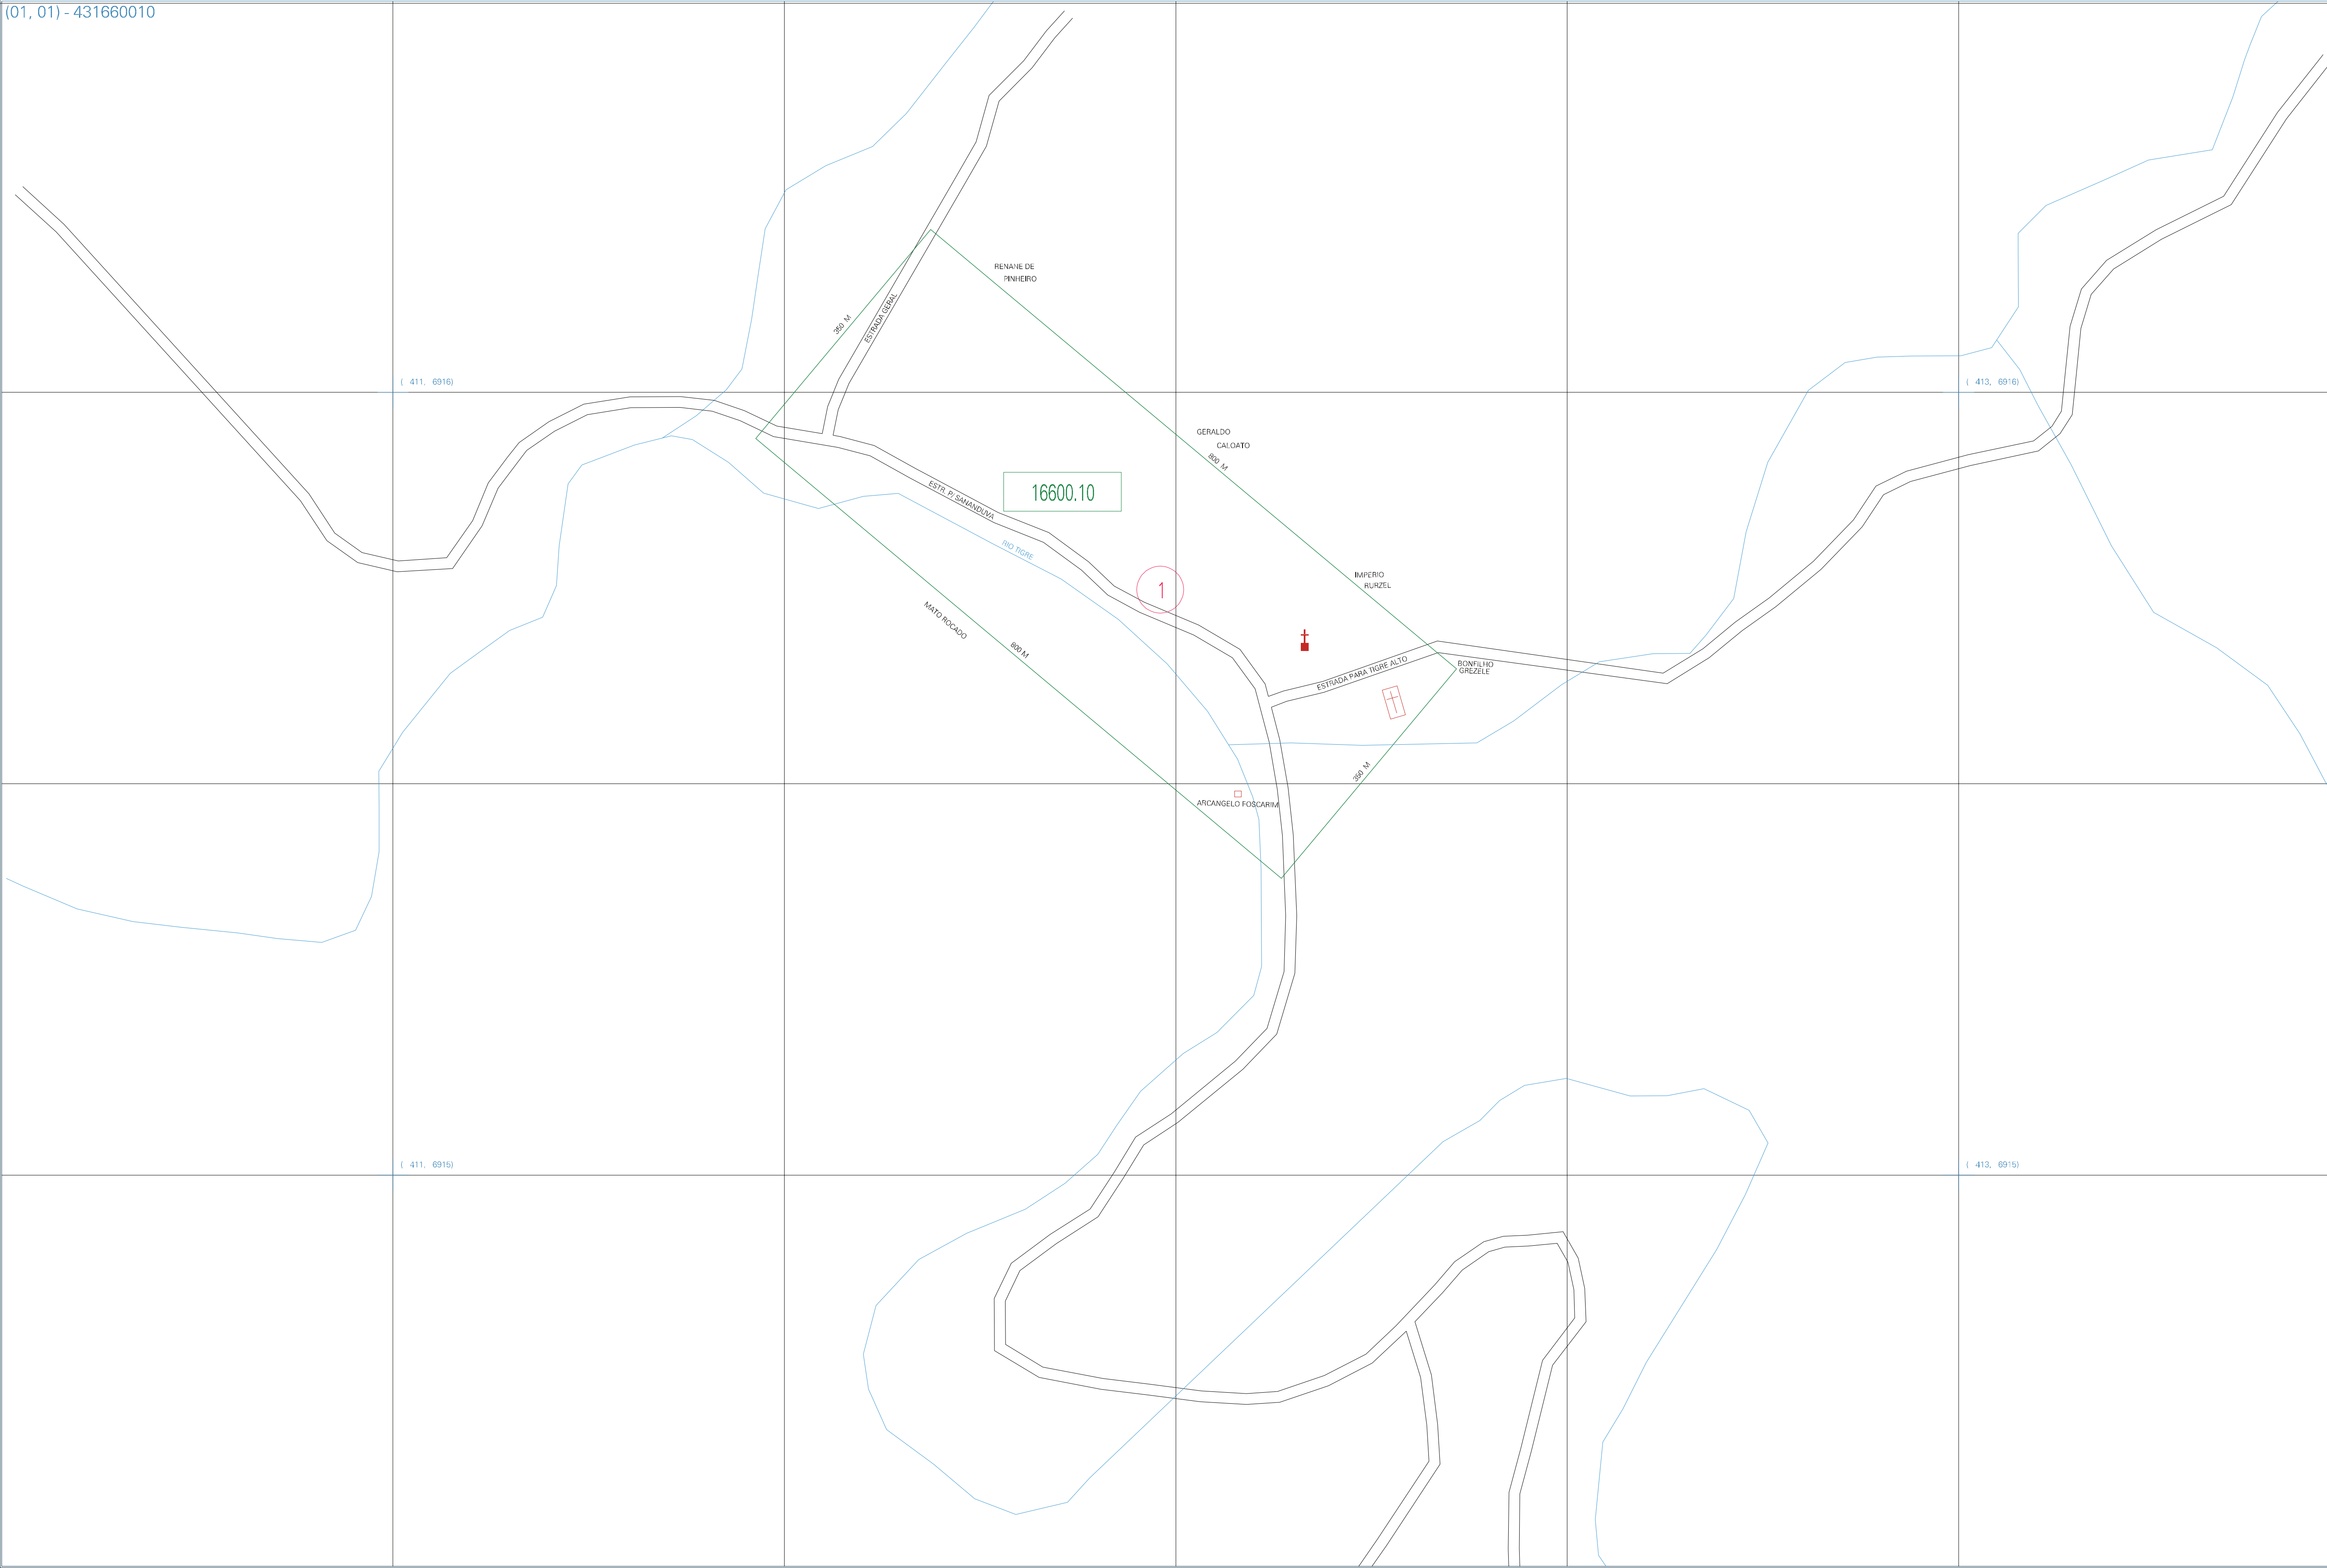 (01, 01) - 431660010
RENANE DE
PINHEIRO
350 M
ESTRADA GERAL
( 411, 6916)
( 413, 6916)
GERALDO
CALOATO
800 M
16600.10
ESTR. P/ SANANDUVA
RIO TIGRE
IMPERIO
RURZEL
1
MATO ROCADO
800 M
ESTRADA PARA TIGRE ALTO
BONFILHO
GREZELE
350 M
ARCANGELO FOSCARIM
( 411, 6915)
( 413, 6915)